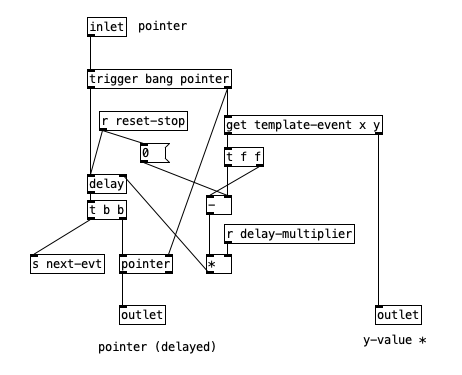 inlet pointer
trigger bang pointer
r reset-stop
get template-event x y
0
t f f
delay
t b b
-
r delay-multiplier
s next-evt
pointer
*
outlet
outlet
pointer (delayed)
y-value *